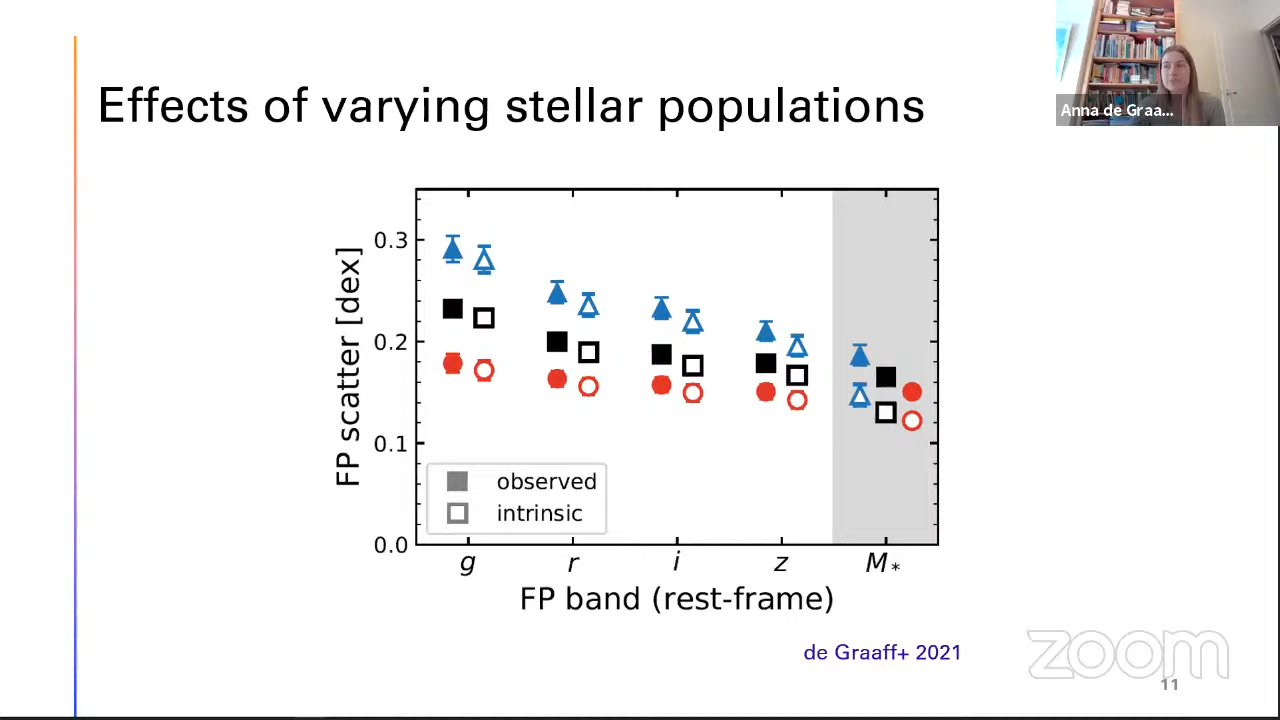 Effects of varying stellar populations
Anna de Graa...
FP scatter [dex]
0.3
0.2
0.1
0.0
observed
intrinsic
g r i z M*
FP band (rest-frame)
de Graaff+ 2021
zoom
11